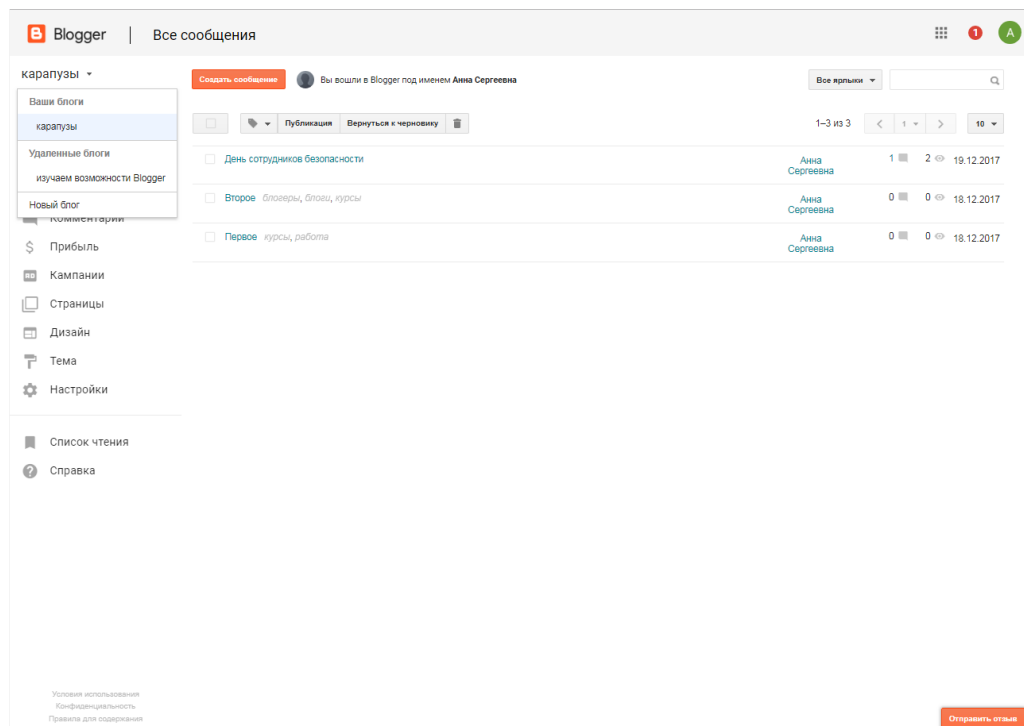 Blogger
Все сообщения
1
А
карапузы
Ваши блоги
карапузы
Удаленные блоги
изучаем возможности Blogger
Новый блог
Комментарии
Прибыль
Кампании
Страницы
Дизайн
Тема
Настройки
Список чтения
Справка
Создать сообщение
Вы вошли в Blogger под именем Анна Сергеевна
Все ярлыки
Публикация Вернуться к черновику
1–3 из 3
1
10
День сотрудников безопасности
Анна
Сергеевна
1 2 19.12.2017
Второе блогеры, блоги, курсы
Анна
Сергеевна
0 0 18.12.2017
Первое курсы, работа
Анна
Сергеевна
0 0 18.12.2017
Условия использования
Конфиденциальность
Правила для содержания
Отправить отзыв